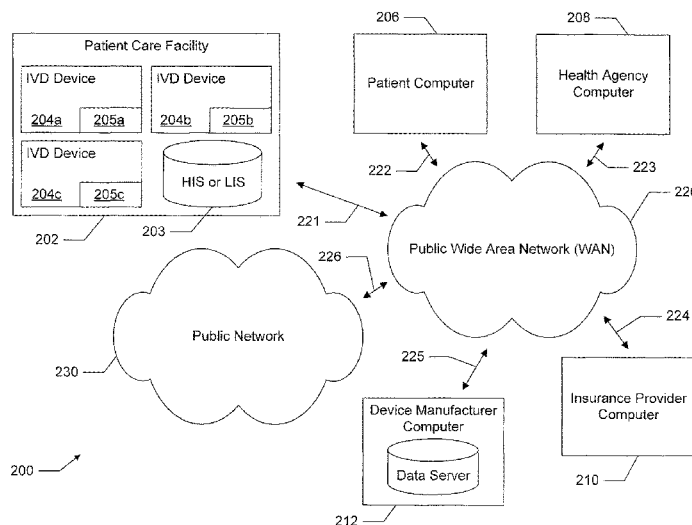 206
208
Patient Care Facility
IVD Device
204a
205a
IVD Device
204b
205b
Patient Computer
Health Agency
Computer
IVD Device
204c
205c
HIS or LIS
222
223
220
202
203
221
226
Public Wide Area Network (WAN)
Public Network
224
225
230
Device Manufacturer
Computer
Data Server
Insurance Provider
Computer
200
212
210